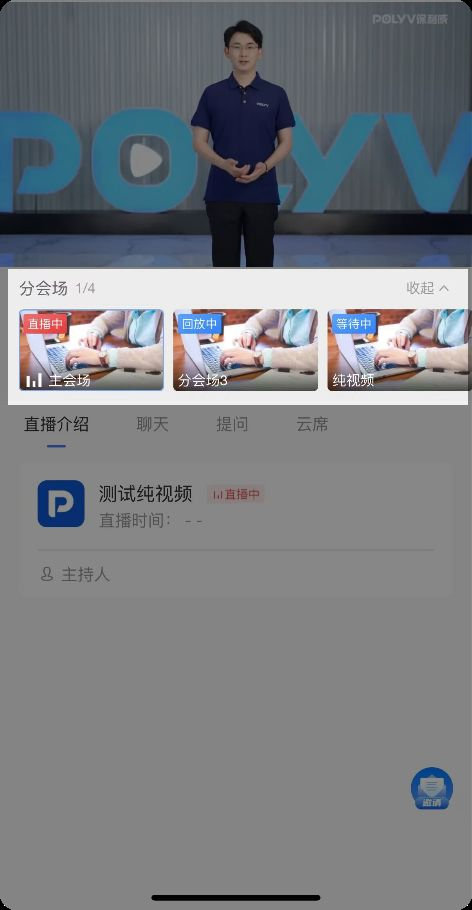 POLYV保利威
POLYV
POLYV
分会场 1/4 收起
直播中 回放中 等待中
主会场 分会场3 纯视频
直播介绍 聊天 提问 云席
测试纯视频 直播中
直播时间： - -
主持人
邀请